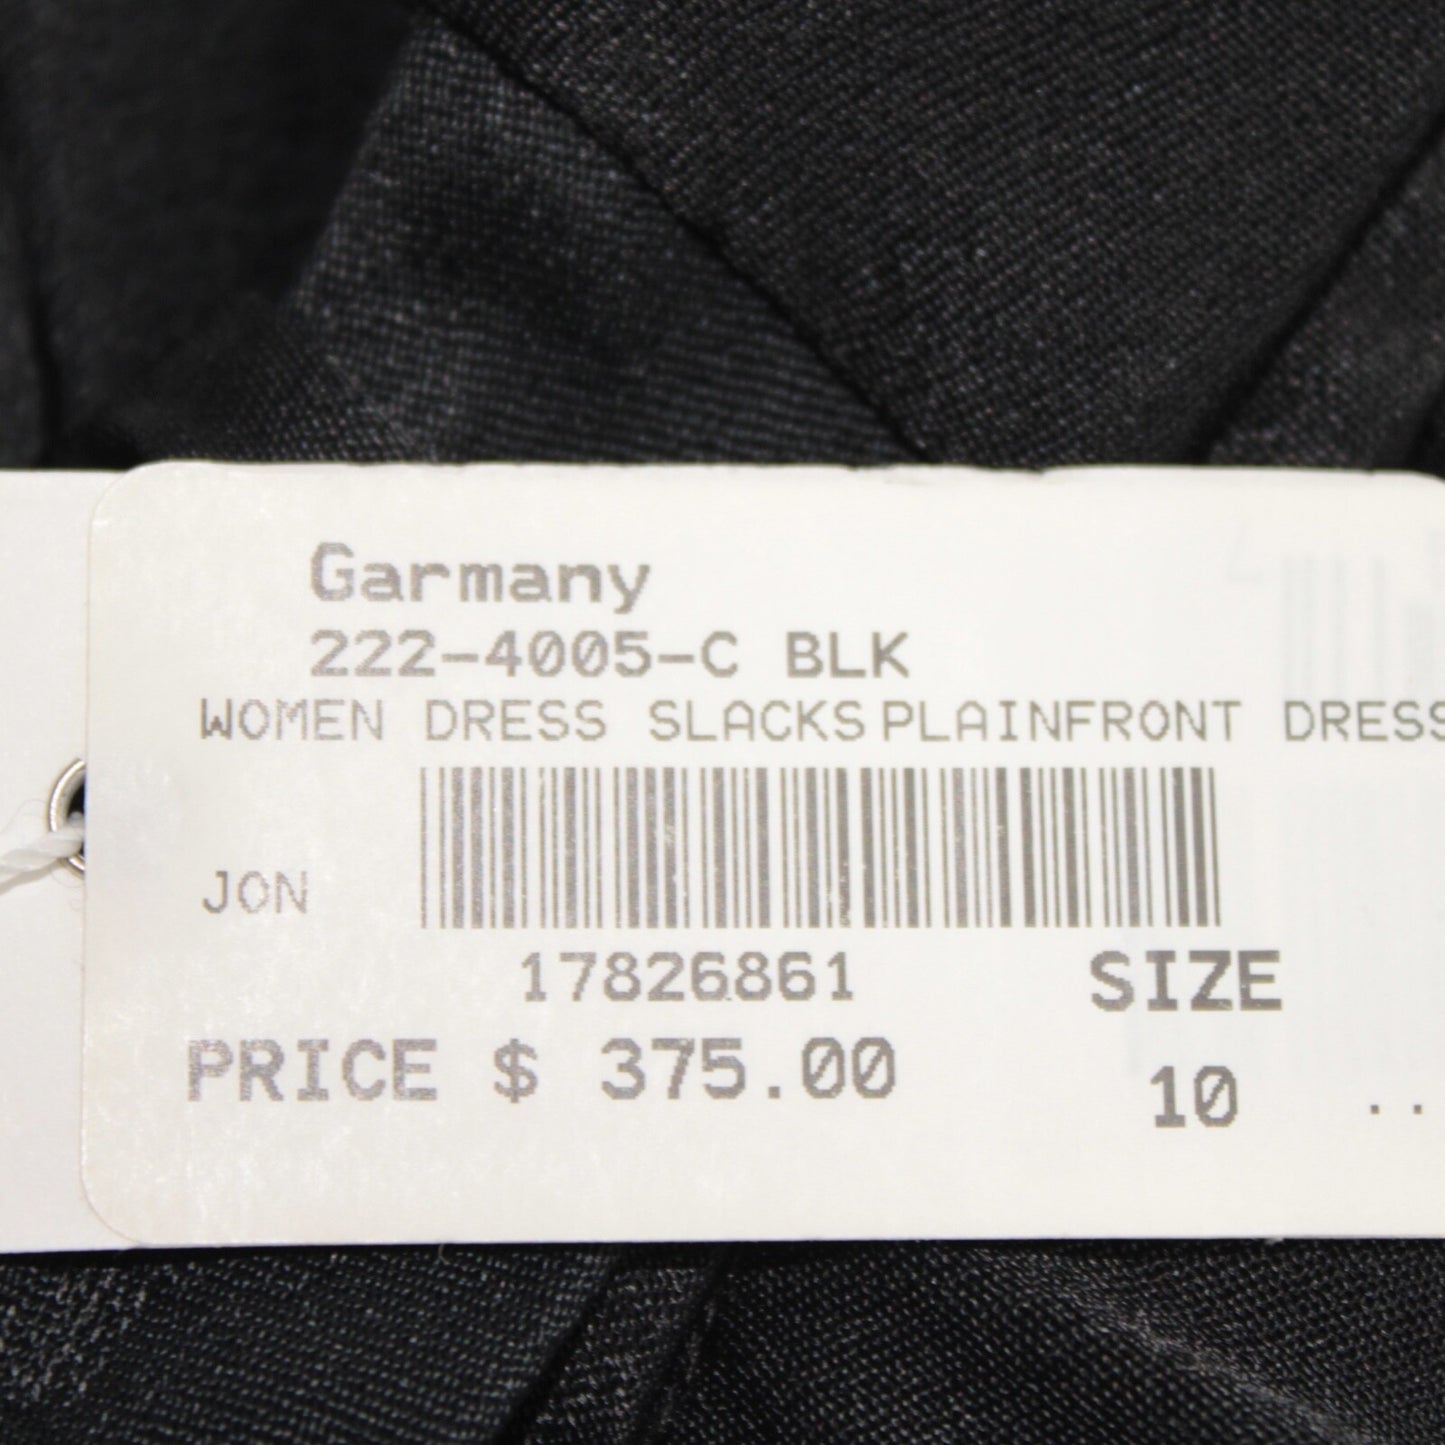 Garmany
222-4005-C BLK
WOMEN DRESS SLACKS PLAINFRONT DRESS
JON
17826861 SIZE
PRICE $ 375.00 10 ..